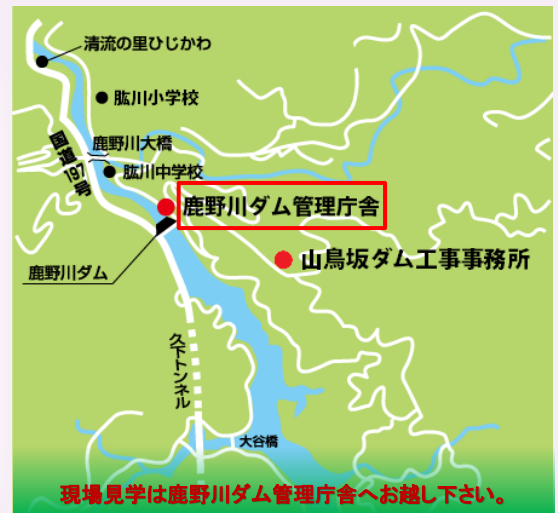 清流の里ひじかわ
肱川小学校
鹿野川大橋
国道197号
肱川中学校
鹿野川ダム管理庁舎
山鳥坂ダム工事事務所
鹿野川ダム
久下トンネル
大谷橋
現場見学は鹿野川ダム管理庁舎へお越し下さい。